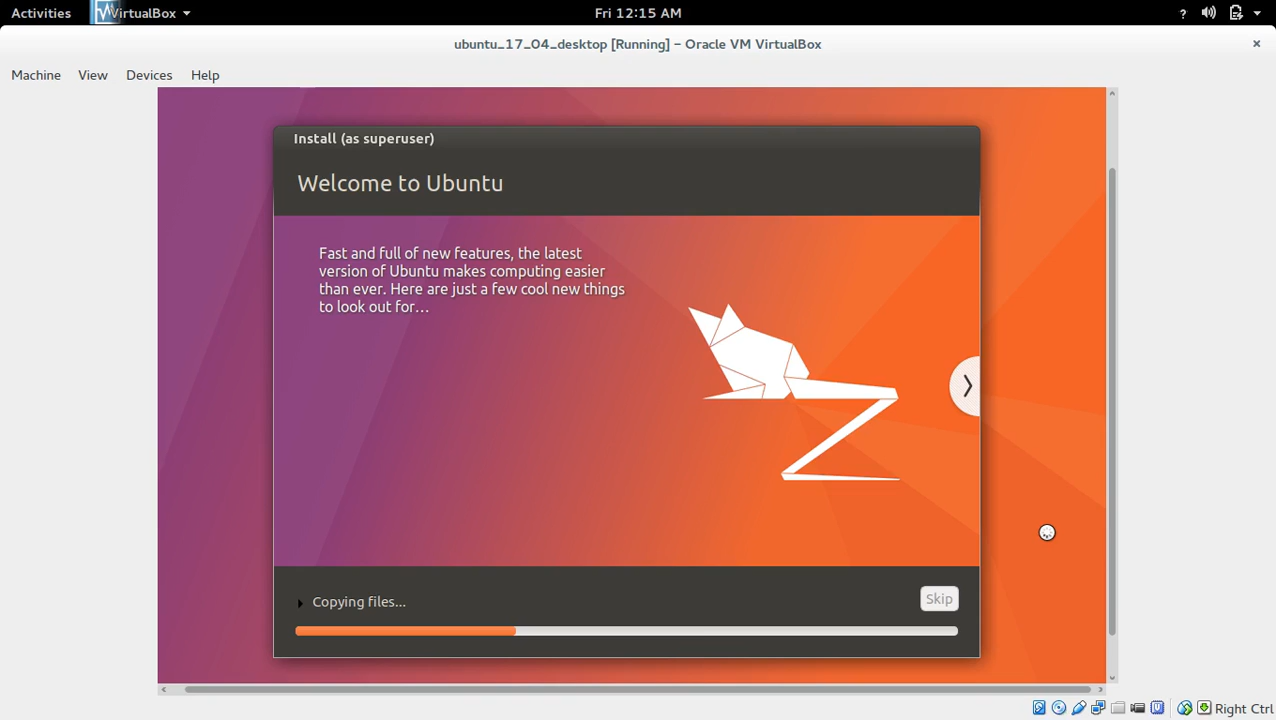 Activities VirtualBox Fri 12:15 AM ?
ubuntu_17_04_desktop [Running] – Oracle VM VirtualBox ×
Machine View Devices Help
Install (as superuser)
Welcome to Ubuntu
Fast and full of new features, the latest
version of Ubuntu makes computing easier
than ever. Here are just a few cool new things
to look out for…
Copying files...
Skip
Right Ctrl